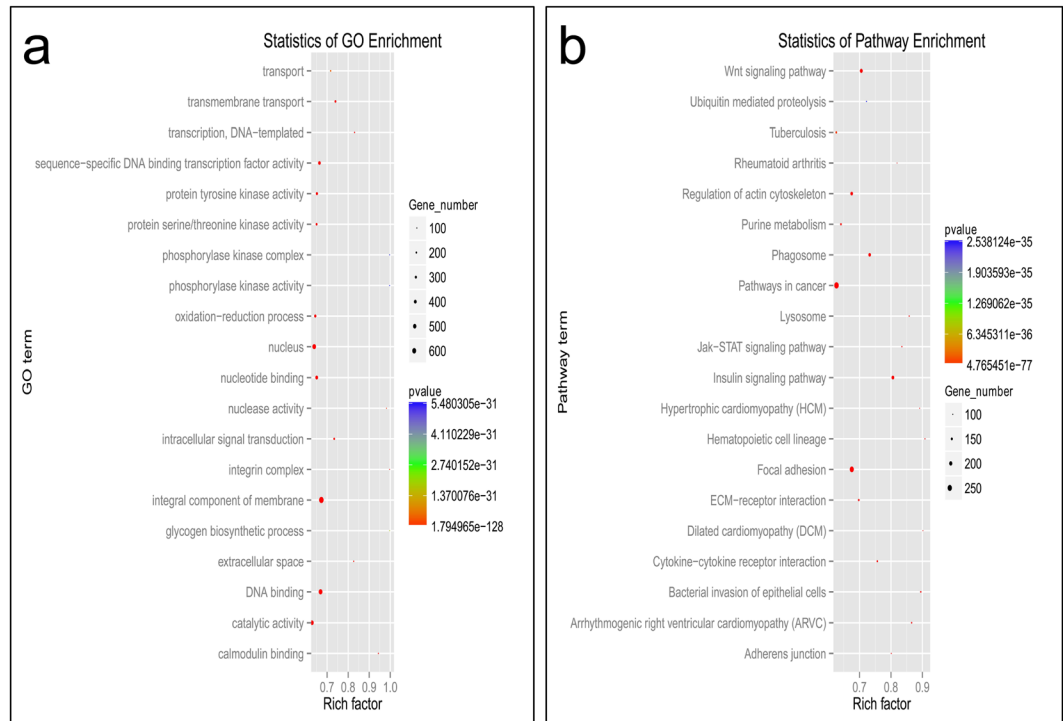 a
Statistics of GO Enrichment
GO term
transport
transmembrane transport
transcription, DNA−templated
sequence−specific DNA binding transcription factor activity
protein tyrosine kinase activity
protein serine/threonine kinase activity
phosphorylase kinase complex
phosphorylase kinase activity
oxidation−reduction process
nucleus
nucleotide binding
nuclease activity
intracellular signal transduction
integrin complex
integral component of membrane
glycogen biosynthetic process
extracellular space
DNA binding
catalytic activity
calmodulin binding
0.7 0.8 0.9 1.0
Rich factor
Gene_number
100
200
300
400
500
600
pvalue
5.480305e−31
4.110229e−31
2.740152e−31
1.370076e−31
1.794965e−128
b
Statistics of Pathway Enrichment
Pathway term
Wnt signaling pathway
Ubiquitin mediated proteolysis
Tuberculosis
Rheumatoid arthritis
Regulation of actin cytoskeleton
Purine metabolism
Phagosome
Pathways in cancer
Lysosome
Jak−STAT signaling pathway
Insulin signaling pathway
Hypertrophic cardiomyopathy (HCM)
Hematopoietic cell lineage
Focal adhesion
ECM−receptor interaction
Dilated cardiomyopathy (DCM)
Cytokine−cytokine receptor interaction
Bacterial invasion of epithelial cells
Arrhythmogenic right ventricular cardiomyopathy (ARVC)
Adherens junction
0.7 0.8 0.9
Rich factor
pvalue
2.538124e−35
1.903593e−35
1.269062e−35
6.345311e−36
4.765451e−77
Gene_number
100
150
200
250